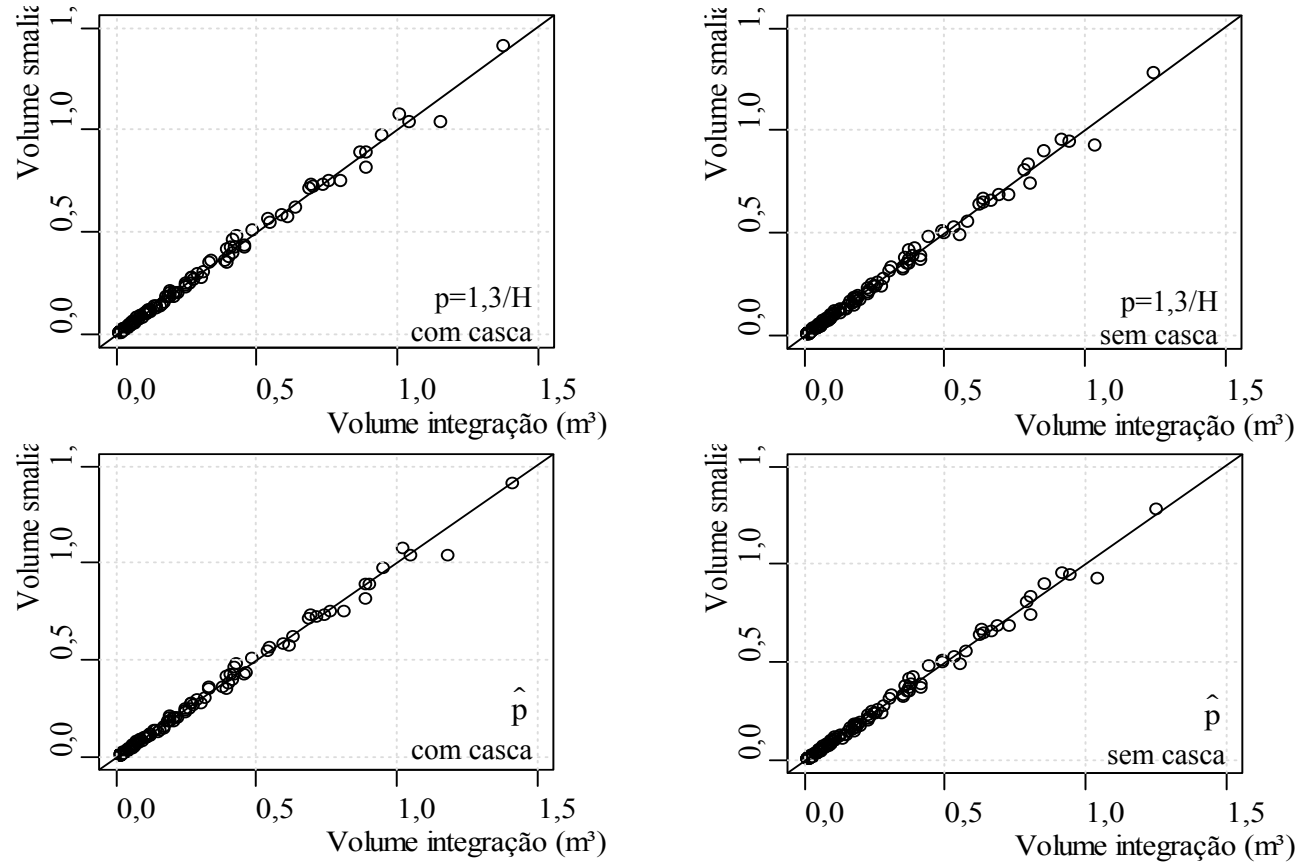 Volume smalia
1,
1,0
0,5
0,0
p=1,3/H
com casca
0,0 0,5 1,0 1,5
Volume integração (m³)
Volume smalia
1,
1,0
0,5
0,0
p=1,3/H
sem casca
0,0 0,5 1,0 1,5
Volume integração (m³)
Volume smalia
1,
1,0
0,5
0,0
p̂
com casca
0,0 0,5 1,0 1,5
Volume integração (m³)
Volume smalia
1,
1,0
0,5
0,0
p̂
sem casca
0,0 0,5 1,0 1,5
Volume integração (m³)